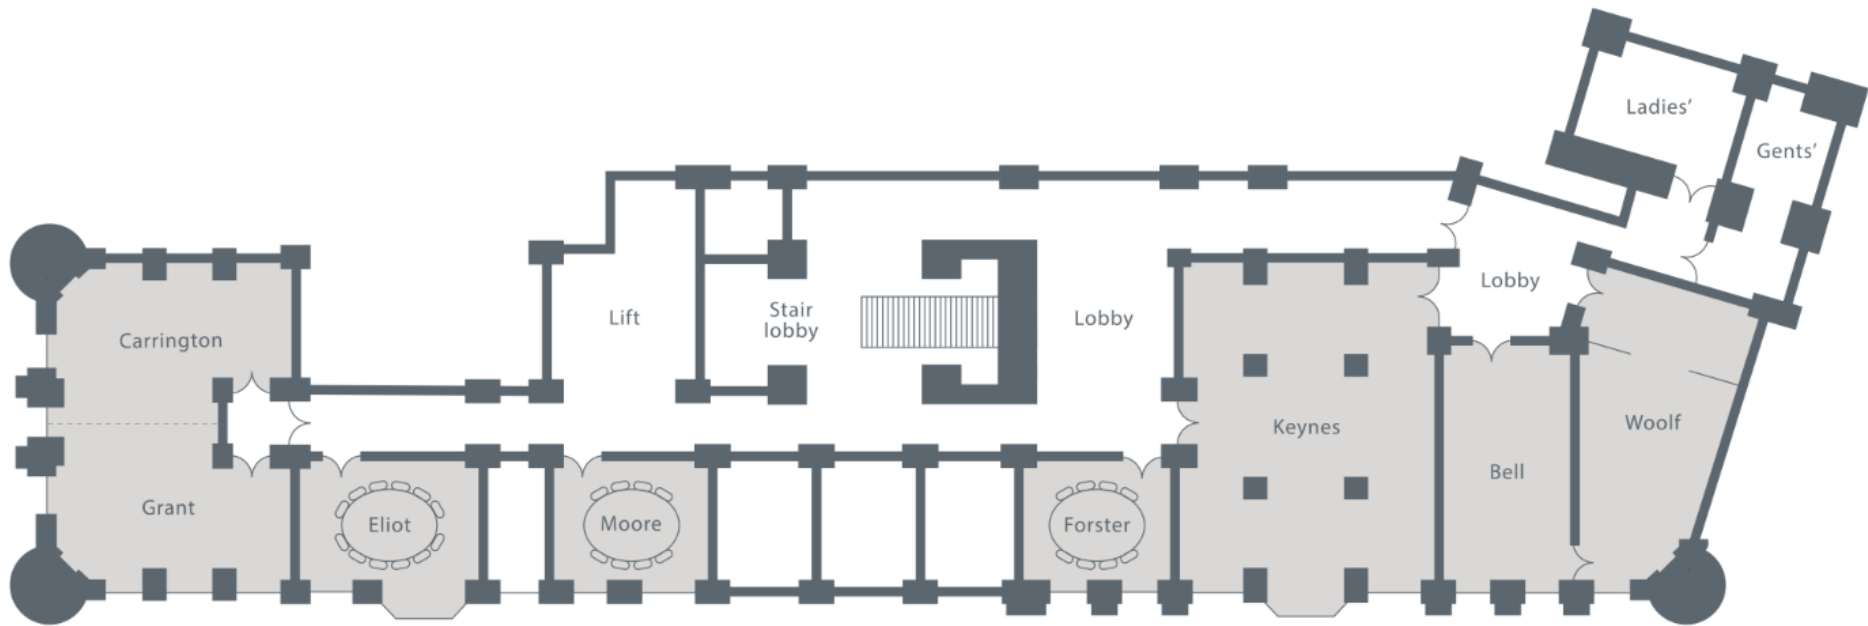 Ladies’
Gents’
Lobby
Carrington
Lift
Stair
lobby
Lobby
Keynes
Woolf
Bell
Grant
Eliot
Moore
Forster